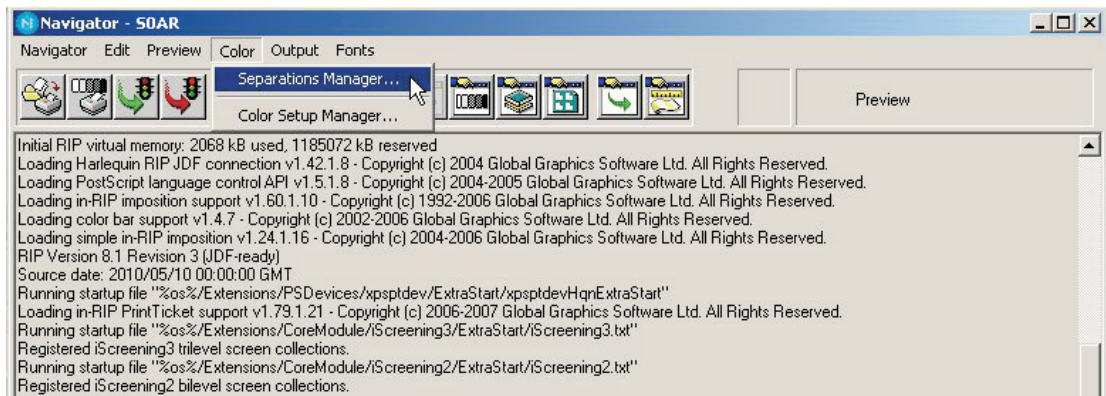 Navigator - SOAR
Navigator Edit Preview Color Output Fonts
Separations Manager...
Color Setup Manager...
Preview
Initial RIP virtual memory: 2068 kB used, 1185072 kB reserved
Loading Harlequin RIP JDF connection v1.42.1.8 - Copyright (c) 2004 Global Graphics Software Ltd. All Rights Reserved.
Loading PostScript language control API v1.5.1.8 - Copyright (c) 2004-2005 Global Graphics Software Ltd. All Rights Reserved.
Loading in-RIP imposition support v1.60.1.10 - Copyright (c) 1992-2006 Global Graphics Software Ltd. All Rights Reserved.
Loading color bar support v1.4.7 - Copyright (c) 2002-2006 Global Graphics Software Ltd. All Rights Reserved.
Loading simple in-RIP imposition v1.24.1.16 - Copyright (c) 2004-2006 Global Graphics Software Ltd. All Rights Reserved.
RIP Version 8.1 Revision 3 (JDF-ready)
Source date: 2010/05/10 00:00:00 GMT
Running startup file "%os%/Extensions/PSDevices/xpsptdev/ExtraStart/xpsptdevHqnExtraStart"
Loading in-RIP PrintTicket support v1.79.1.21 - Copyright (c) 2006-2007 Global Graphics Software Ltd. All Rights Reserved.
Running startup file "%os%/Extensions/CoreModule/iScreening3/ExtraStart/iScreening3.txt"
Registered iScreening3 trilevel screen collections.
Running startup file "%os%/Extensions/CoreModule/iScreening2/ExtraStart/iScreening2.txt"
Registered iScreening2 bilevel screen collections.